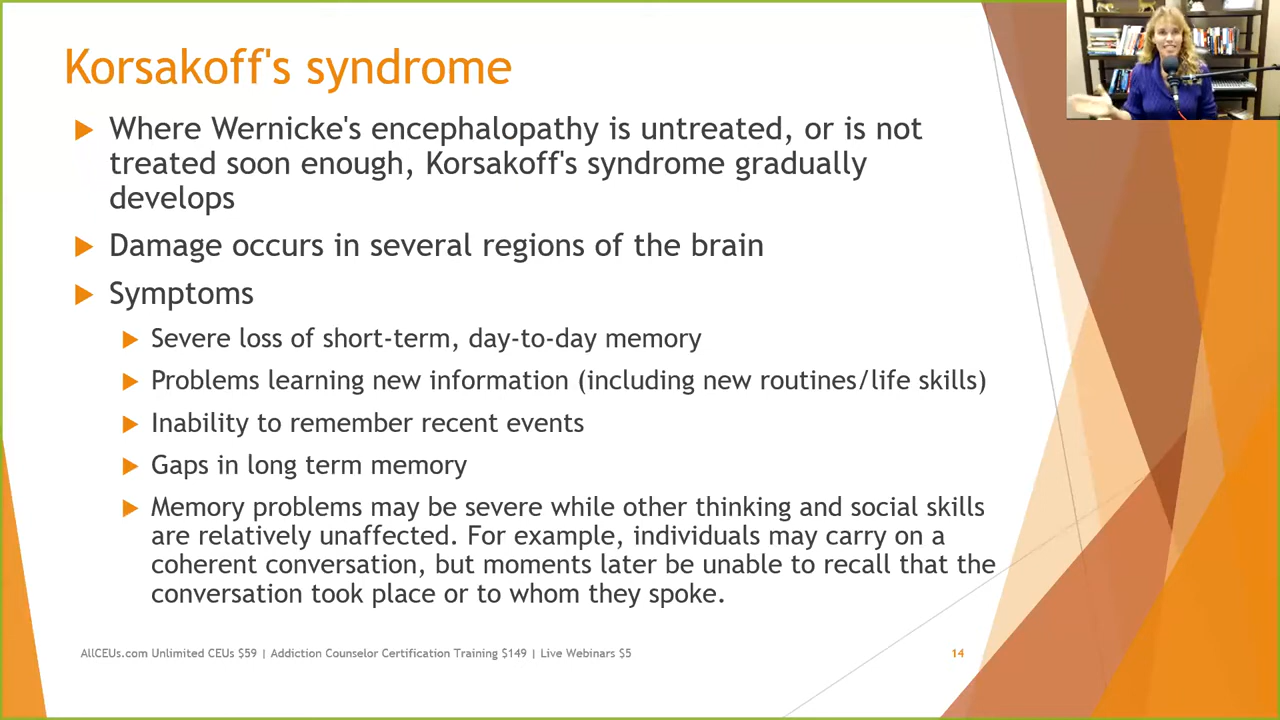 Korsakoff's syndrome
Where Wernicke's encephalopathy is untreated, or is not
treated soon enough, Korsakoff's syndrome gradually
develops
Damage occurs in several regions of the brain
Symptoms
Severe loss of short-term, day-to-day memory
Problems learning new information (including new routines/life skills)
Inability to remember recent events
Gaps in long term memory
Memory problems may be severe while other thinking and social skills
are relatively unaffected. For example, individuals may carry on a
coherent conversation, but moments later be unable to recall that the
conversation took place or to whom they spoke.
AllCEUs.com Unlimited CEUs $59 | Addiction Counselor Certification Training $149 | Live Webinars $5
14